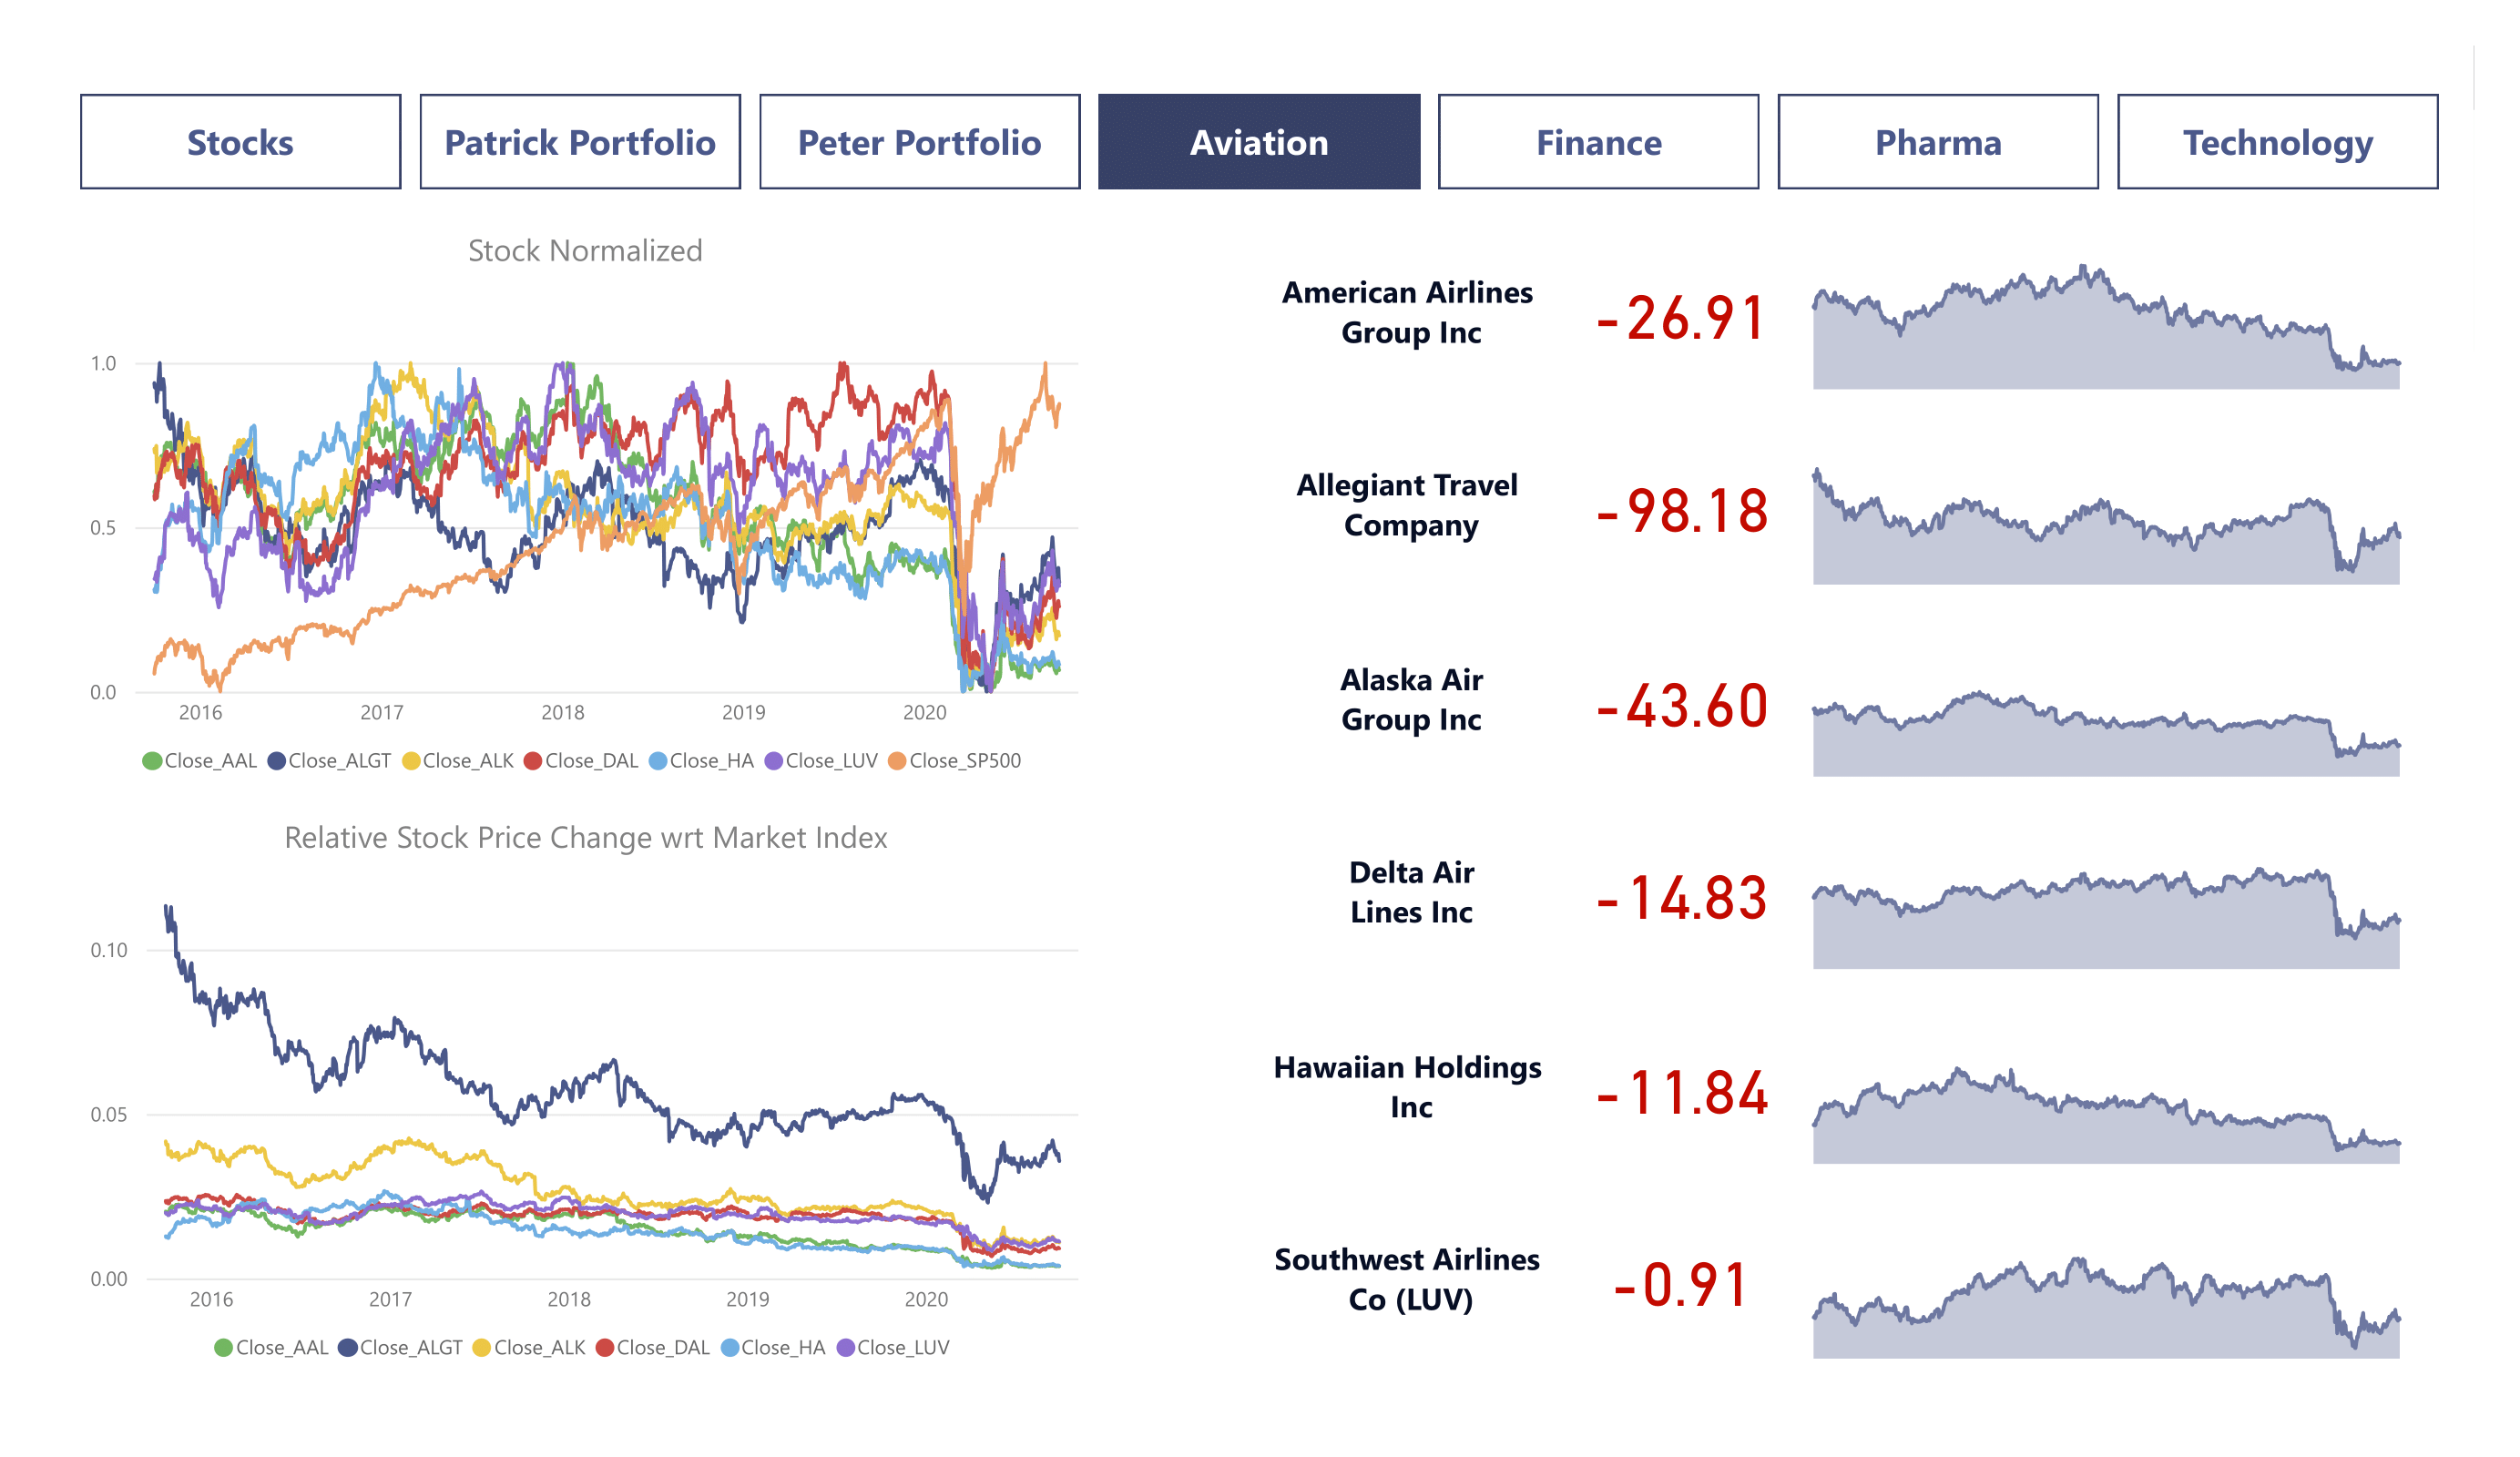 Stocks
Patrick Portfolio
Peter Portfolio
Aviation
Finance
Pharma
Technology
Stock Normalized
1.0
0.5
0.0
2016
2017
2018
2019
2020
Close_AAL
Close_ALGT
Close_ALK
Close_DAL
Close_HA
Close_LUV
Close_SP500
Relative Stock Price Change wrt Market Index
0.10
0.05
0.00
2016
2017
2018
2019
2020
Close_AAL
Close_ALGT
Close_ALK
Close_DAL
Close_HA
Close_LUV
American Airlines
Group Inc
-26.91
Allegiant Travel
Company
-98.18
Alaska Air
Group Inc
-43.60
Delta Air
Lines Inc
-14.83
Hawaiian Holdings
Inc
-11.84
Southwest Airlines
Co (LUV)
-0.91